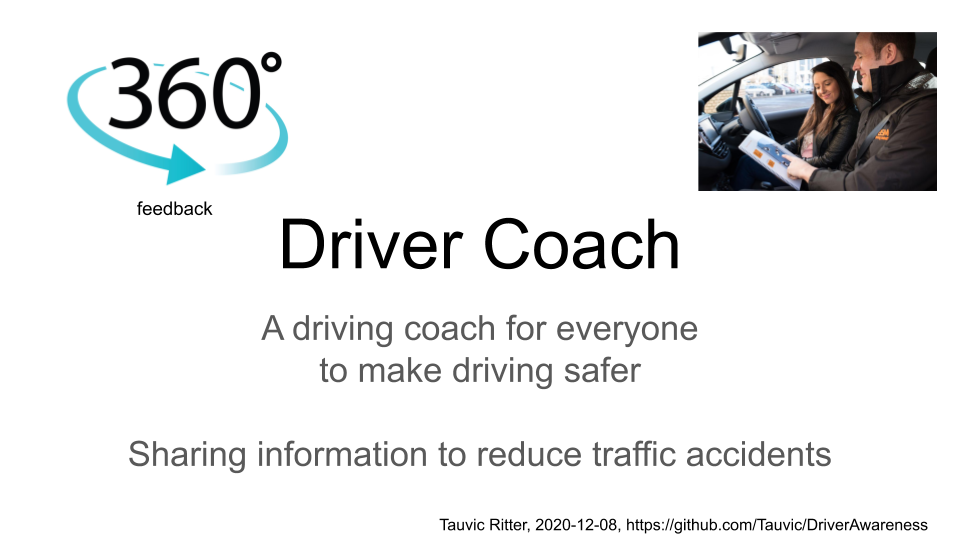 360°
feedback
Driver Coach
A driving coach for everyone
to make driving safer
Sharing information to reduce traffic accidents
Tauvic Ritter, 2020-12-08, https://github.com/Tauvic/DriverAwareness